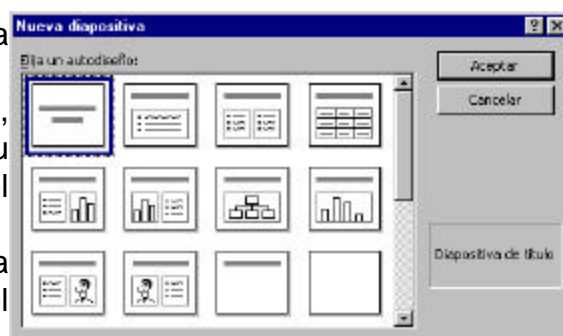 Nueva diapositiva
Elija un autodiseño:
Aceptar
Cancelar
Diapositiva de título
a
,
u
l
a
l